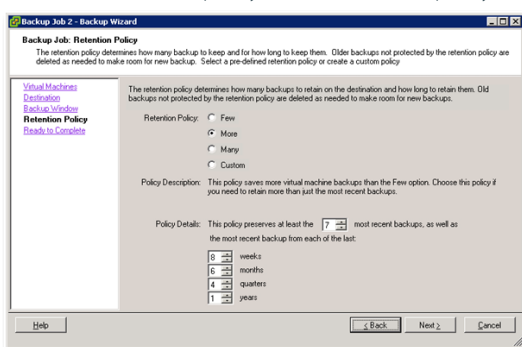 Backup Job 2 - Backup Wizard
Backup Job: Retention Policy
The retention policy determines how many backup to keep and for how long to keep them. Older backups not protected by the retention policy are
deleted as needed to make room for new backup. Select a pre-defined retention policy or create a custom policy
Virtual Machines
Destination
Backup Window
Retention Policy
Ready to Complete
The retention policy determines how many backups to retain on the destination and how long to retain them. Old
backups not protected by the retention policy are deleted as needed to make room for new backups.
Retention Policy: Few
More
Many
Custom
Policy Description: This policy saves more virtual machine backups than the Few option. Choose this policy if
you need to retain more than just the most recent backups.
Policy Details: This policy preserves at least the 7 most recent backups, as well as
the most recent backup from each of the last:
8 weeks
6 months
4 quarters
1 years
Help < Back Next > Cancel